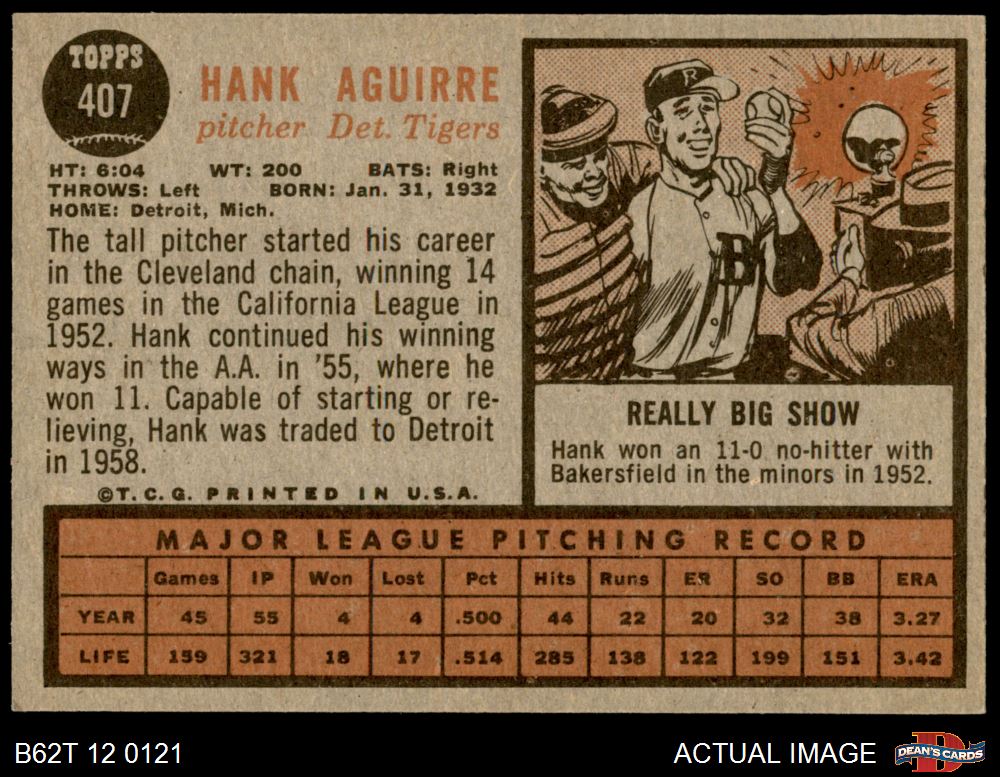 TOPPS
407
HANK AGUIRRE
pitcher Det. Tigers
HT: 6:04 WT: 200 BATS: Right
THROWS: Left BORN: Jan. 31, 1932
HOME: Detroit, Mich.
The tall pitcher started his career
in the Cleveland chain, winning 14
games in the California League in
1952. Hank continued his winning
ways in the A.A. in '55, where he
won 11. Capable of starting or re-
lieving, Hank was traded to Detroit
in 1958.
©T.C.G. PRINTED IN U.S.A.
R
B
REALLY BIG SHOW
Hank won an 11-0 no-hitter with
Bakersfield in the minors in 1952.
MAJOR LEAGUE PITCHING RECORD
Games IP Won Lost Pct Hits Runs ER SO BB ERA
YEAR 45 55 4 4 .500 44 22 20 32 38 3.27
LIFE 159 321 18 17 .514 285 138 122 199 151 3.42
B62T 12 0121
ACTUAL IMAGE
DEAN'S CARDS